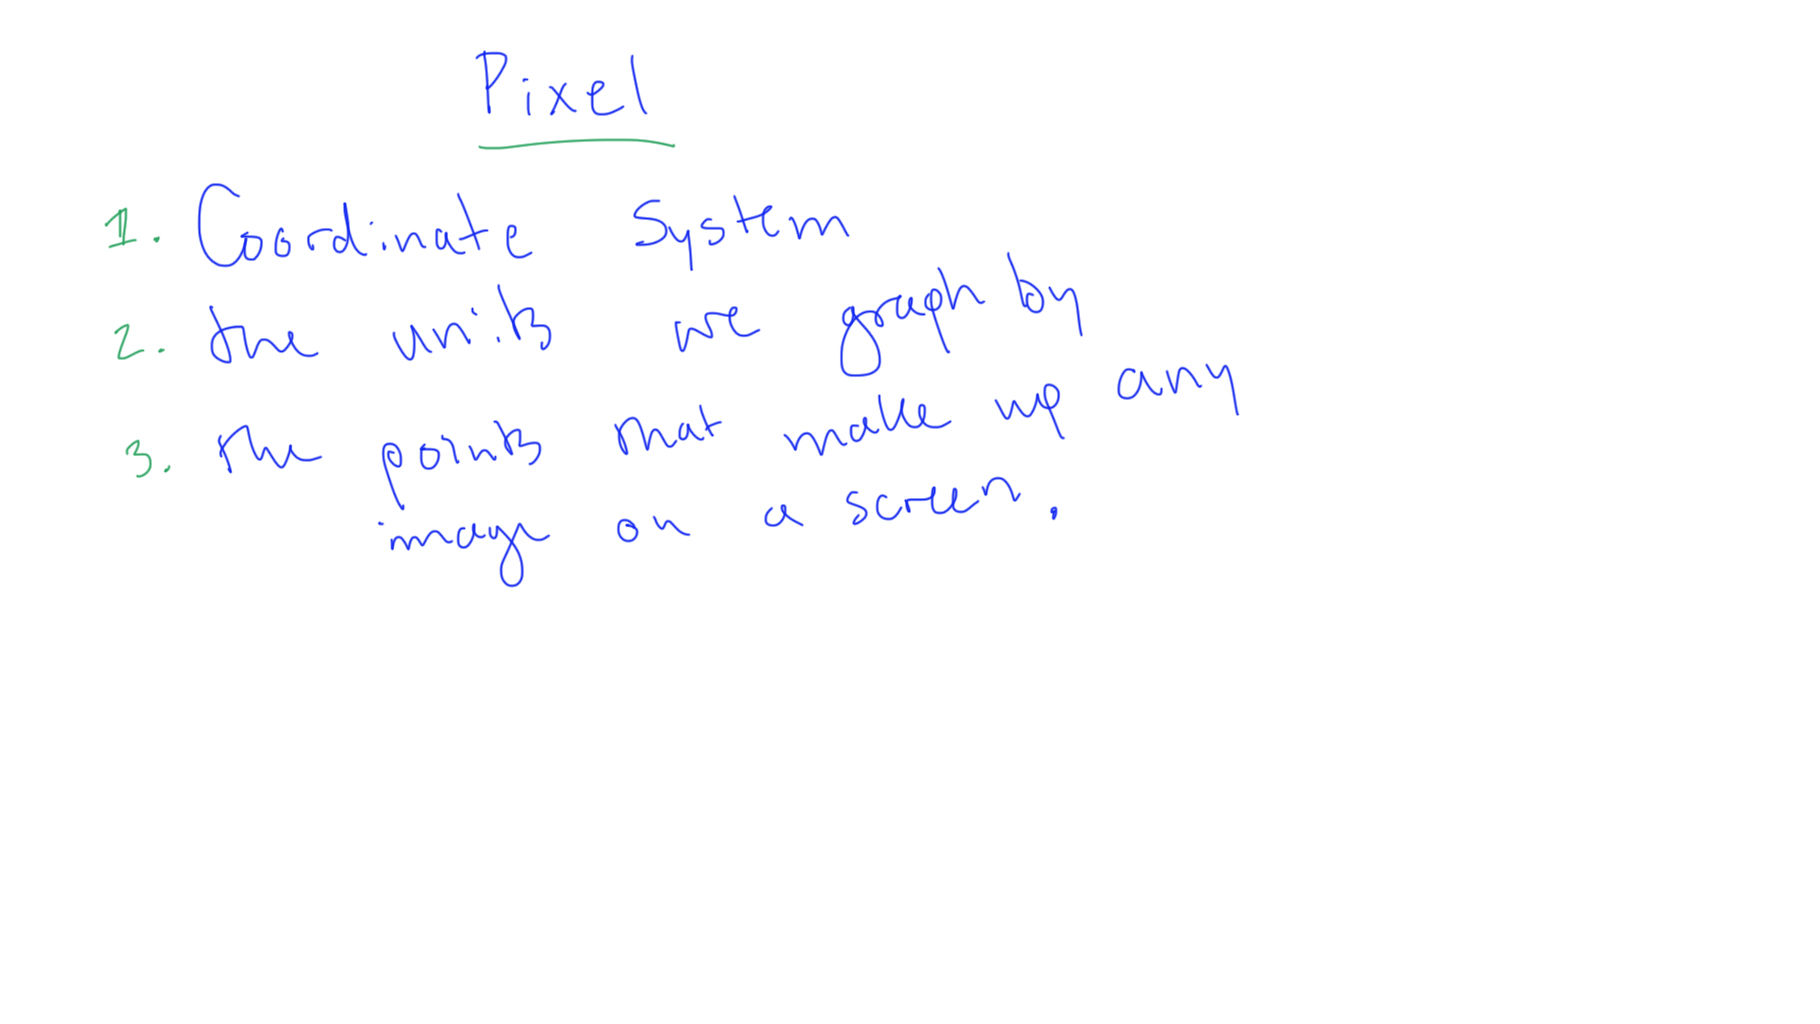 Pixel
1. Coordinate System
2. the units we graph by
3. the points that make up any
image on a screen.